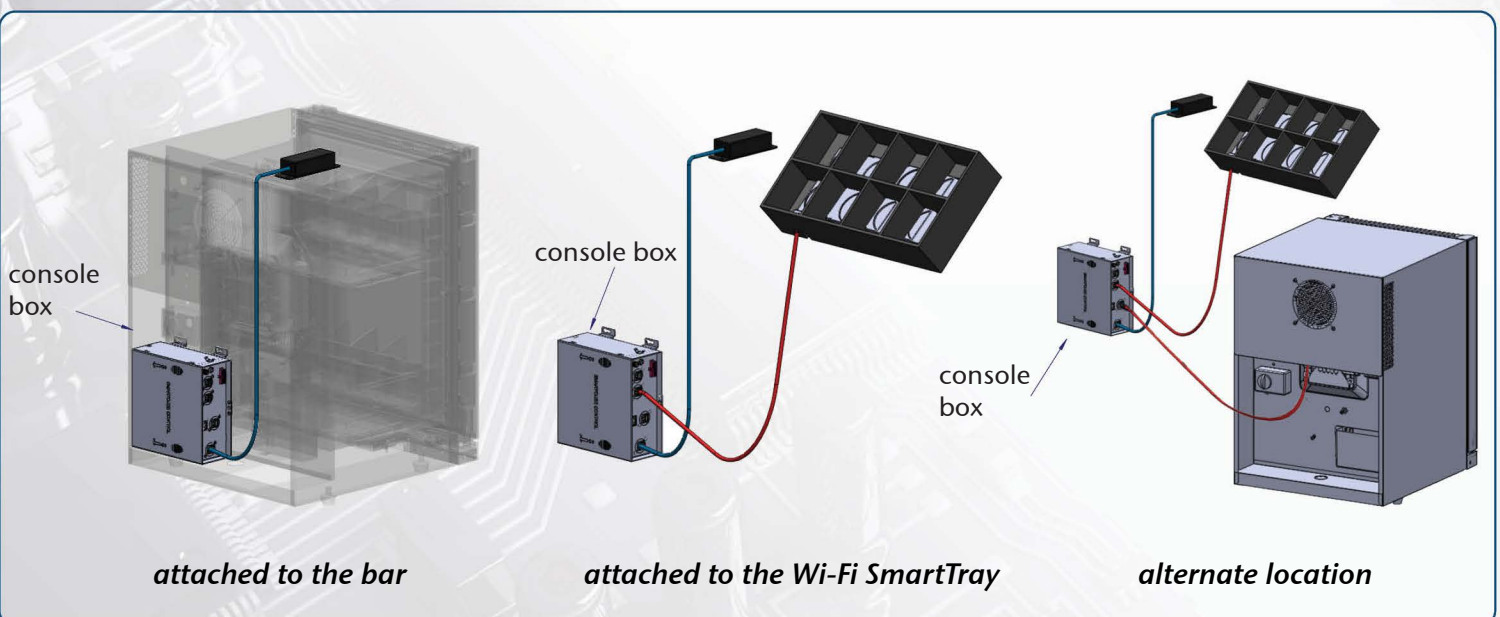 console
box
console box
console
box
attached to the bar
attached to the Wi-Fi SmartTray
alternate location